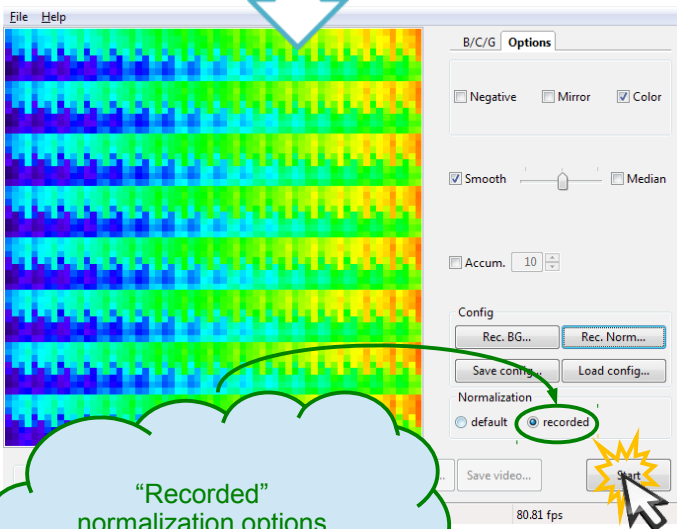 File Help
B/C/G Options
Negative Mirror Color
Smooth Median
Accum. 10
Config
Rec. BG... Rec. Norm...
Save config... Load config...
Normalization
default recorded
... Save video... Start
80.81 fps
“Recorded”
normalization options